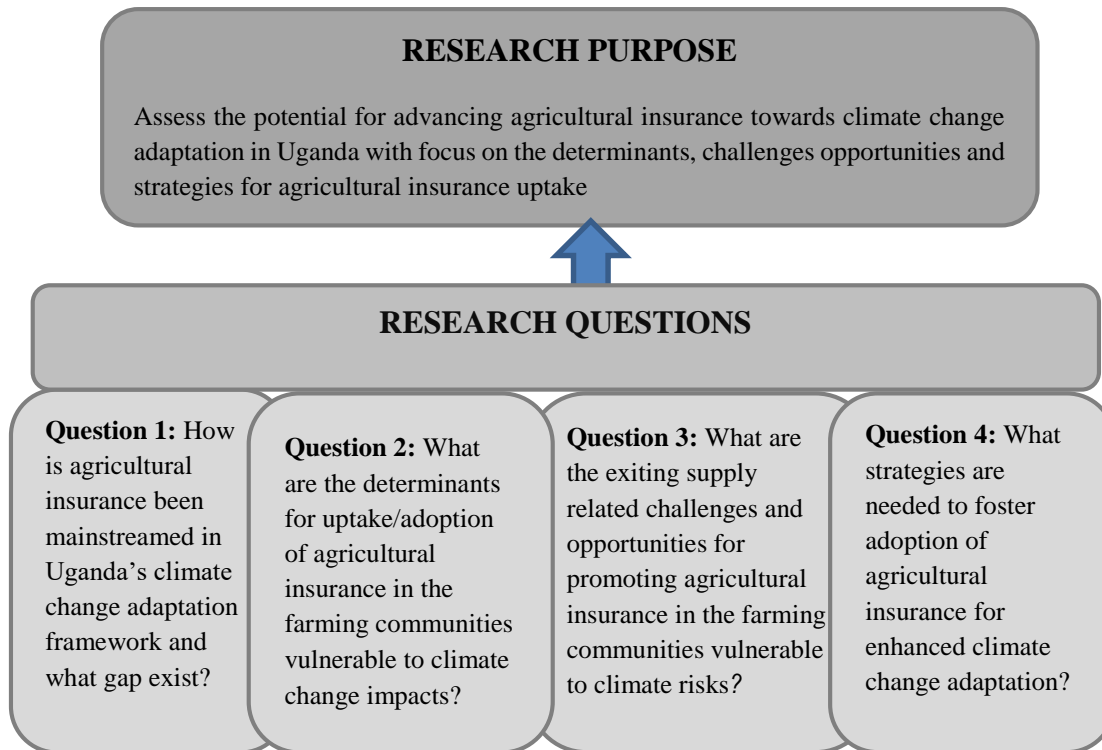 RESEARCH PURPOSE
Assess the potential for advancing agricultural insurance towards climate change
adaptation in Uganda with focus on the determinants, challenges opportunities and
strategies for agricultural insurance uptake
RESEARCH QUESTIONS
Question 1: How
is agricultural
insurance been
mainstreamed in
Uganda’s climate
change adaptation
framework and
what gap exist?
Question 2: What
are the determinants
for uptake/adoption
of agricultural
insurance in the
farming communities
vulnerable to climate
change impacts?
Question 3: What are
the exiting supply
related challenges and
opportunities for
promoting agricultural
insurance in the farming
communities vulnerable
to climate risks?
Question 4: What
strategies are
needed to foster
adoption of
agricultural
insurance for
enhanced climate
change adaptation?